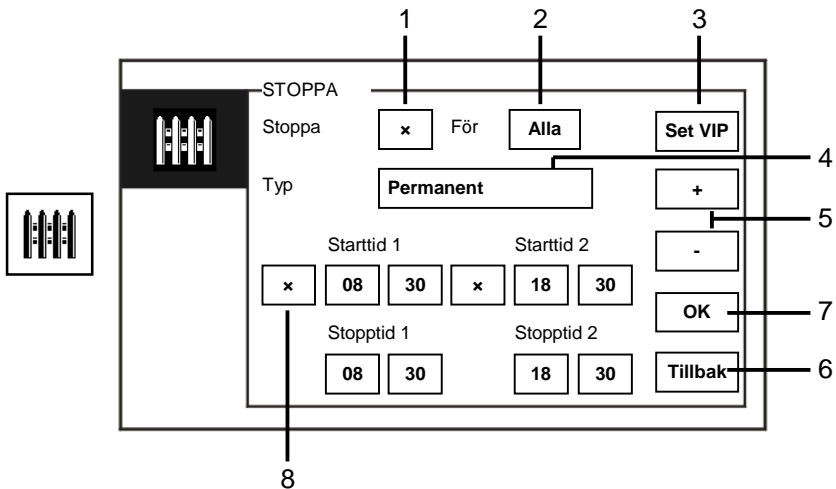 1 2 3
STOPPA
Stoppa × För Alla Set VIP
4
Typ Permanent +
5
Starttid 1 Starttid 2 -
× 08 30 × 18 30
OK 7
Stopptid 1 Stopptid 2
08 30 18 30 Tillbak 6
8